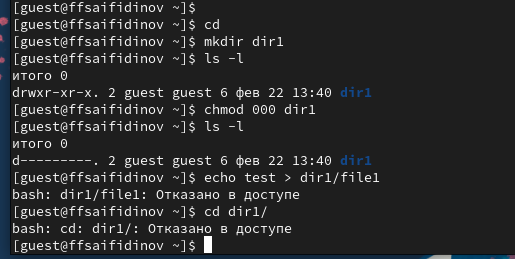 [guest@ffsaifidinov ~]$
[guest@ffsaifidinov ~]$ cd
[guest@ffsaifidinov ~]$ mkdir dir1
[guest@ffsaifidinov ~]$ ls -l
итого 0
drwxr-xr-x. 2 guest guest 6 фев 22 13:40 dir1
[guest@ffsaifidinov ~]$ chmod 000 dir1
[guest@ffsaifidinov ~]$ ls -l
итого 0
d---------. 2 guest guest 6 фев 22 13:40 dir1
[guest@ffsaifidinov ~]$ echo test > dir1/file1
bash: dir1/file1: Отказано в доступе
[guest@ffsaifidinov ~]$ cd dir1/
bash: cd: dir1/: Отказано в доступе
[guest@ffsaifidinov ~]$